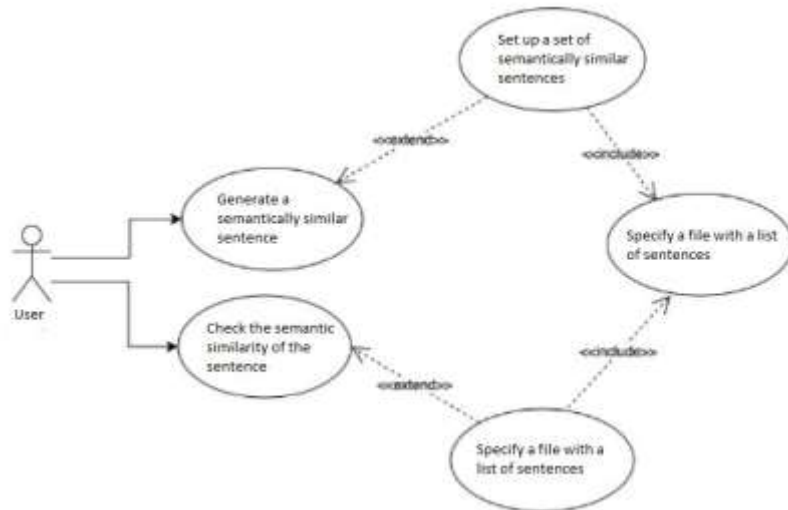 Set up a set of
semantically similar
sentences
<<extend>>
<<include>>
Generate a
semantically similar
sentence
Specify a file with a list
of sentences
User
Check the semantic
similarity of the
sentence
<<include>>
<<extend>>
Specify a file with a
list of sentences